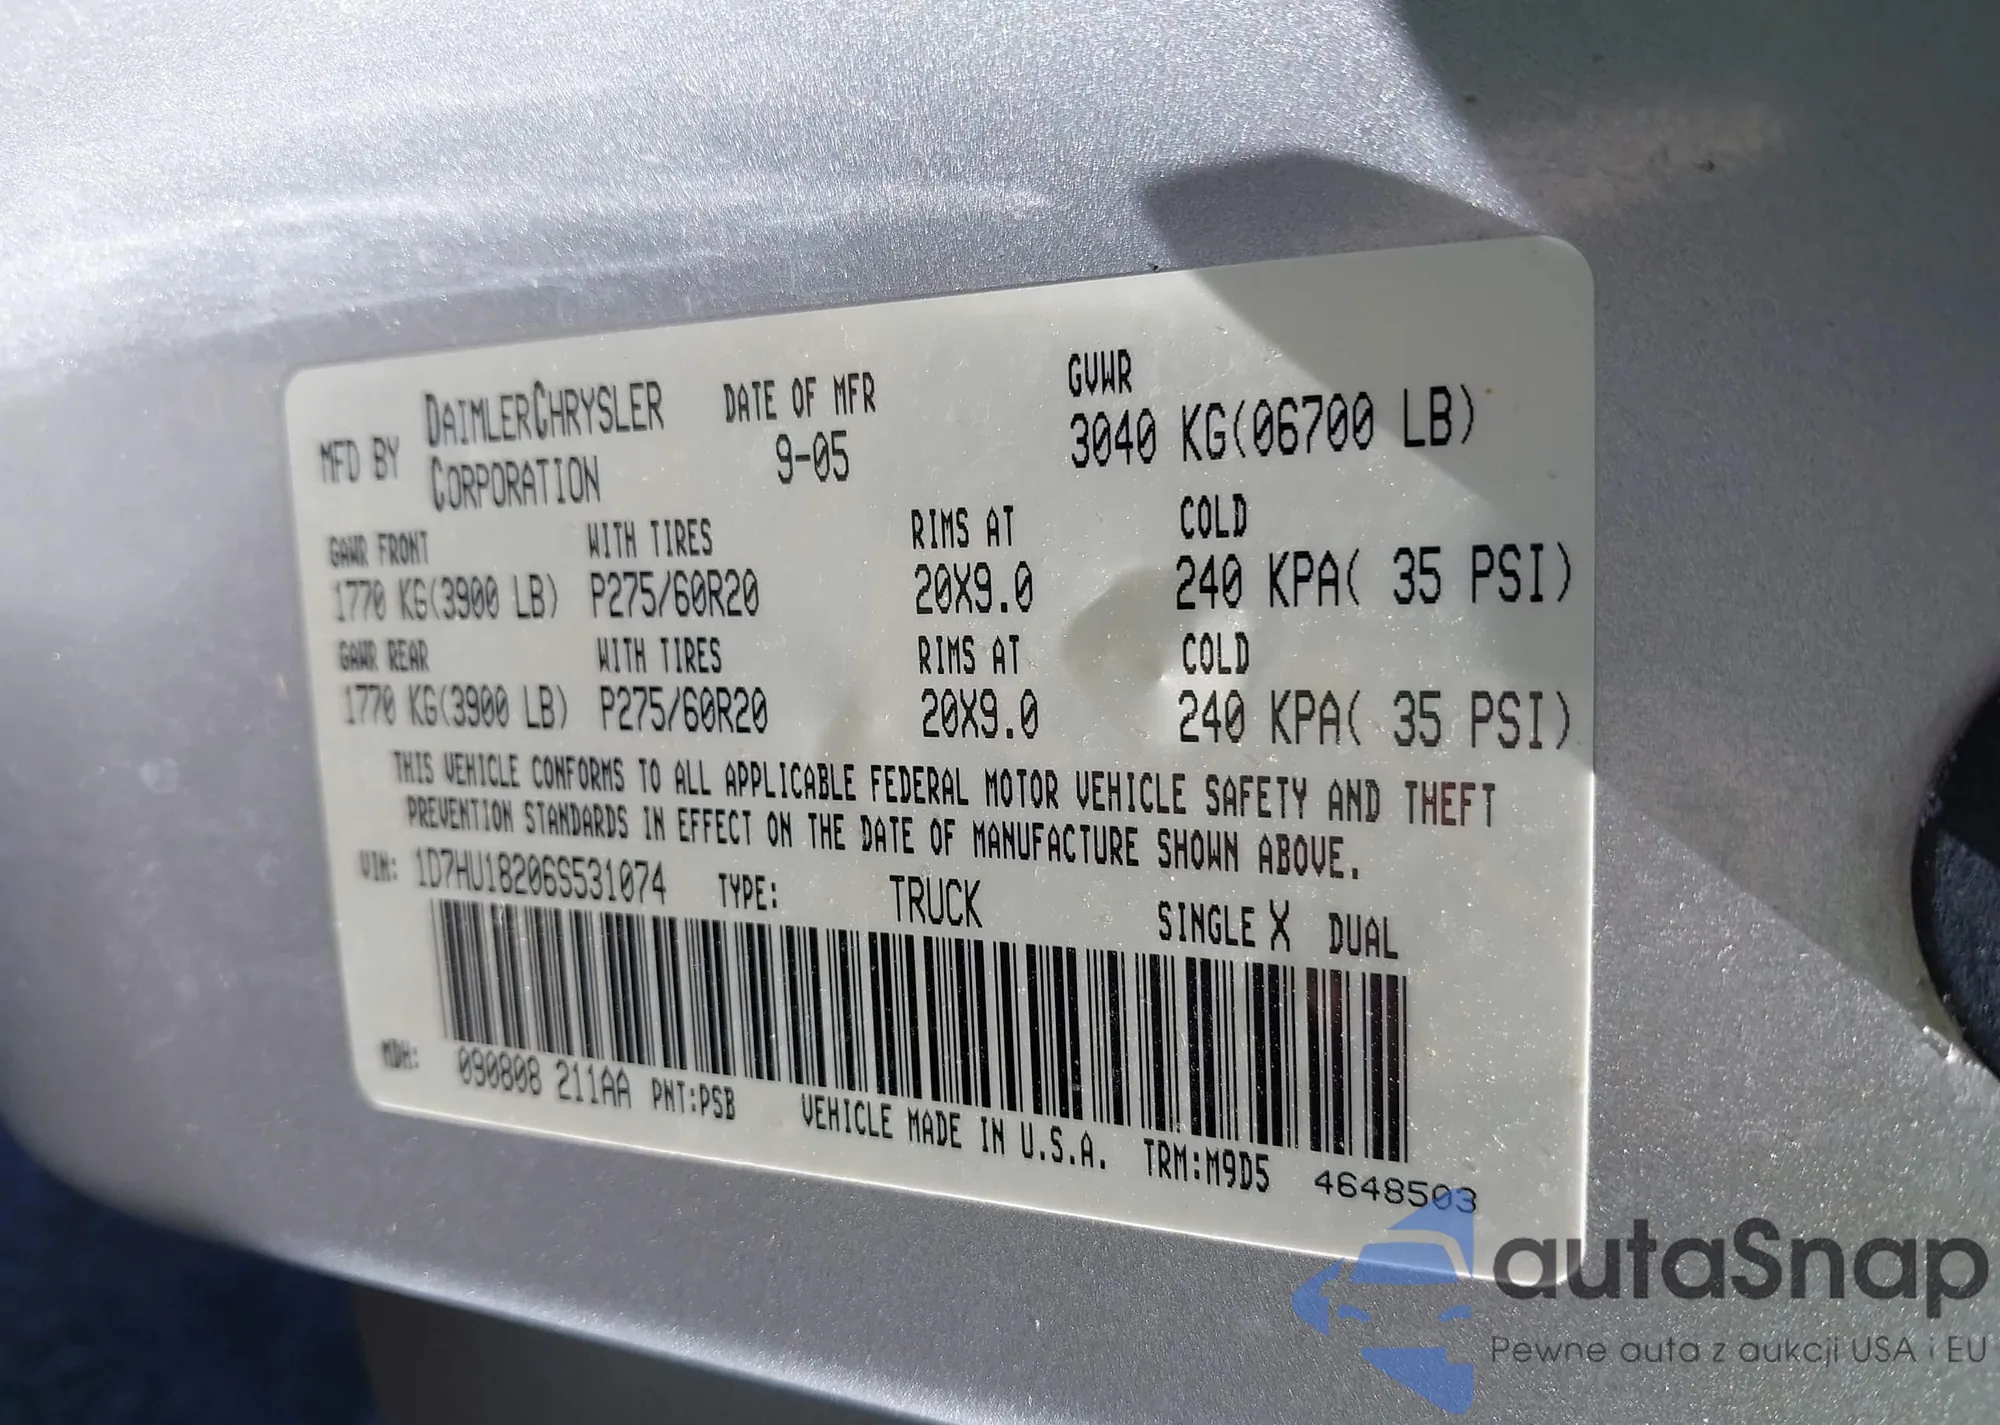 MFD BY DAIMLERCHRYSLER CORPORATION
DATE OF MFR 9-05
GVWR 3040 KG(06700 LB)
GAWR FRONT WITH TIRES RIMS AT COLD
1770 KG(3900 LB) P275/60R20 20X9.0 240 KPA( 35 PSI)
GAWR REAR WITH TIRES RIMS AT COLD
1770 KG(3900 LB) P275/60R20 20X9.0 240 KPA( 35 PSI)
THIS VEHICLE CONFORMS TO ALL APPLICABLE FEDERAL MOTOR VEHICLE SAFETY AND THEFT
PREVENTION STANDARDS IN EFFECT ON THE DATE OF MANUFACTURE SHOWN ABOVE.
VIN: 1D7HU18206S531074 TYPE: TRUCK SINGLE X DUAL
MDH: 090808 211AA PNT:PSB VEHICLE MADE IN U.S.A. TRM:M9D5 4648503
autaSnap
Pewne auta z aukcji USA i EU